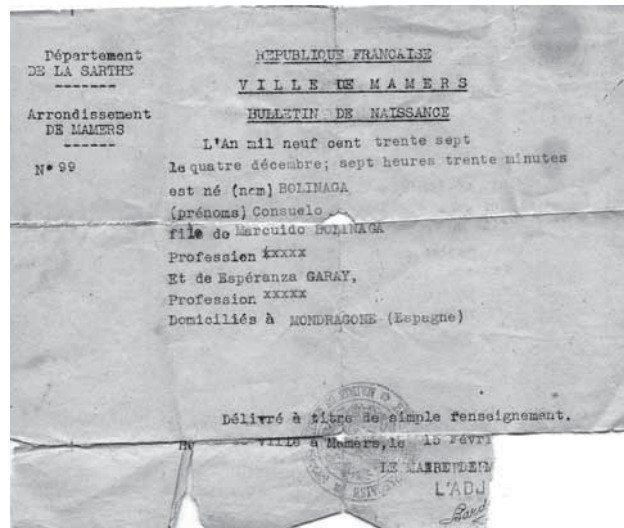 Département
DE LA SARTHE
-------
Arrondissement
DE MAMERS
------
N° 99
REPUBLIQUE FRANCAISE
VILLE DE MAMERS
BULLETIN DE NAISSANCE
L'An mil neuf cent trente sept
le quatre décembre; sept heures trente minutes
est né (nom) BOLINAGA
(prénoms) Consuelo
fille de Marcuido BOLINAGA
Profession xxxxx
Et de Espéranza GARAY,
Profession xxxxx
Domiciliés à MONDRAGONE (Espagne)
Délivré à titre de simple renseignement.
Ville à Mamers, le 15 Févri
LE MAIRE
L'ADJ